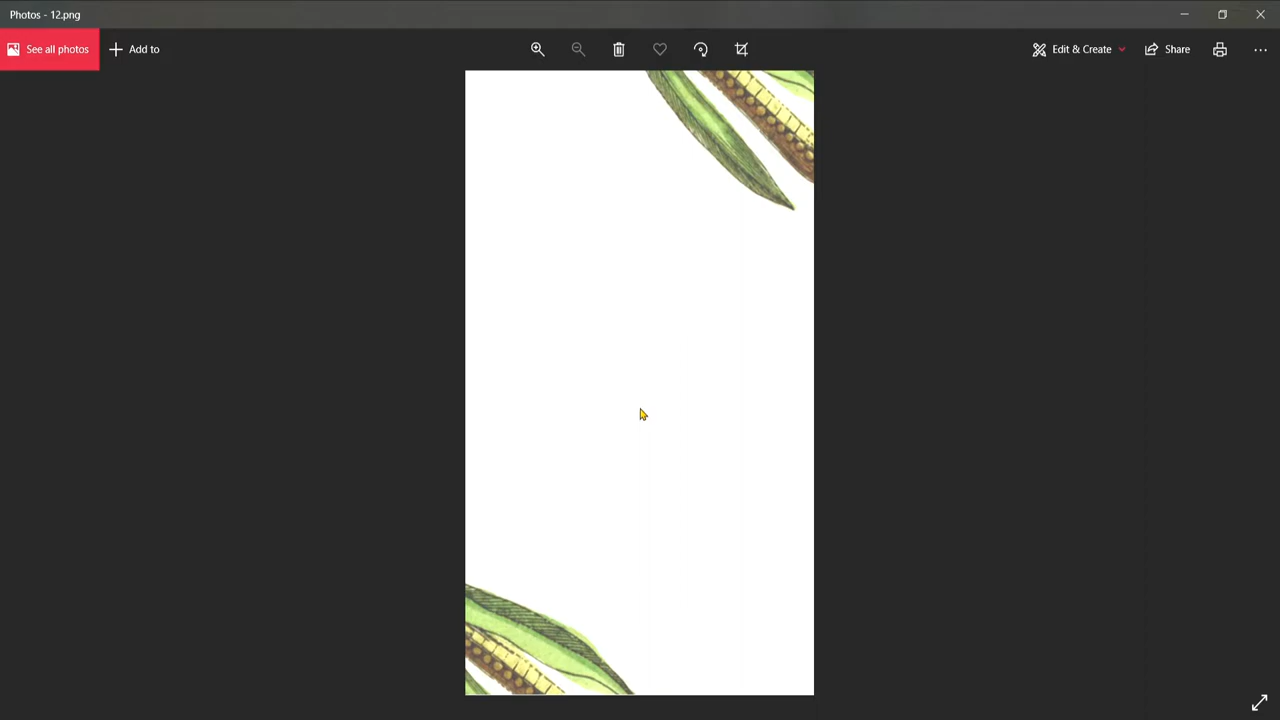 Photos - 12.png
See all photos
Add to
Edit & Create
Share